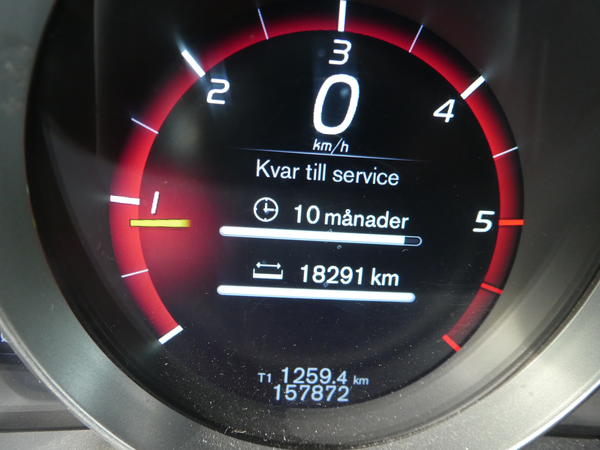 3
2
4
0
km/h
Kvar till service
1
10 månader
5
18291 km
T1 1259.4 km
157872